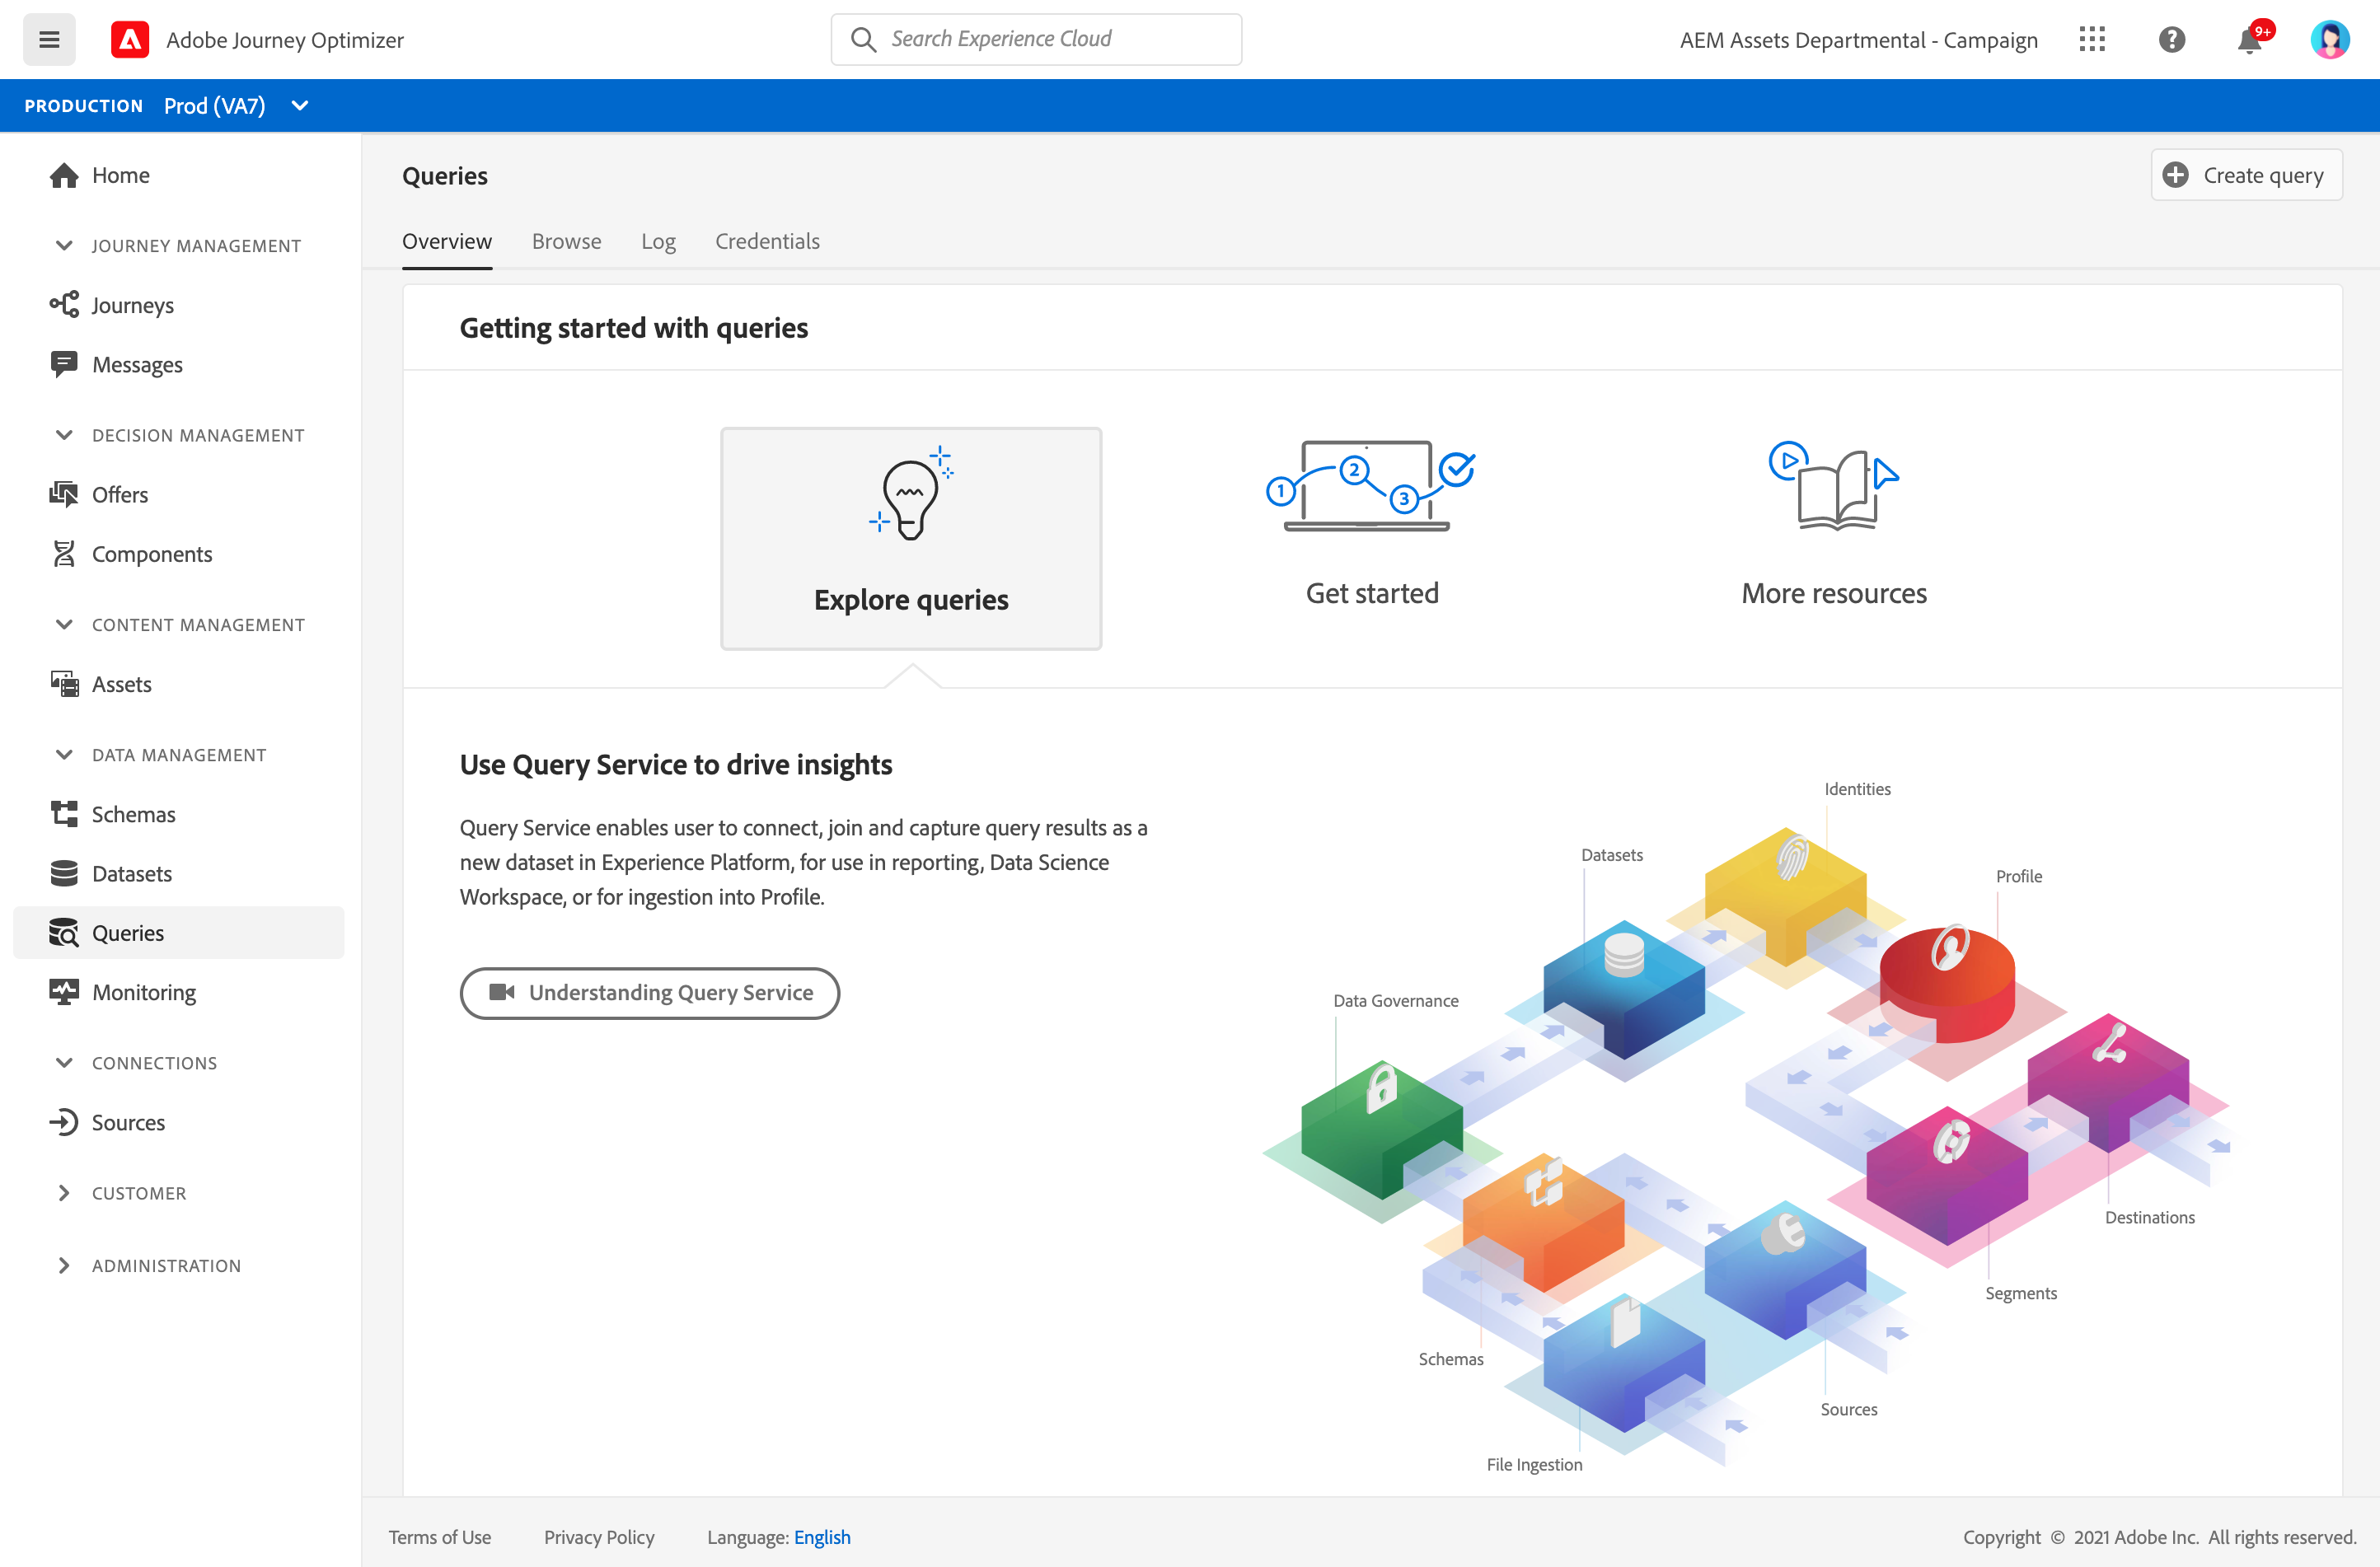 Adobe Journey Optimizer
Search Experience Cloud
AEM Assets Departmental - Campaign
?
9+
PRODUCTION Prod (VA7)
Home
JOURNEY MANAGEMENT
Journeys
Messages
DECISION MANAGEMENT
Offers
Components
CONTENT MANAGEMENT
Assets
DATA MANAGEMENT
Schemas
Datasets
Queries
Monitoring
CONNECTIONS
Sources
CUSTOMER
ADMINISTRATION
Queries
Create query
Overview Browse Log Credentials
Getting started with queries
1 2 3
Explore queries
Get started
More resources
Use Query Service to drive insights
Query Service enables user to connect, join and capture query results as a
new dataset in Experience Platform, for use in reporting, Data Science
Workspace, or for ingestion into Profile.
Understanding Query Service
Identities
Datasets
Profile
Data Governance
Destinations
Segments
Schemas
Sources
File Ingestion
Terms of Use Privacy Policy Language: English
Copyright © 2021 Adobe Inc. All rights reserved.